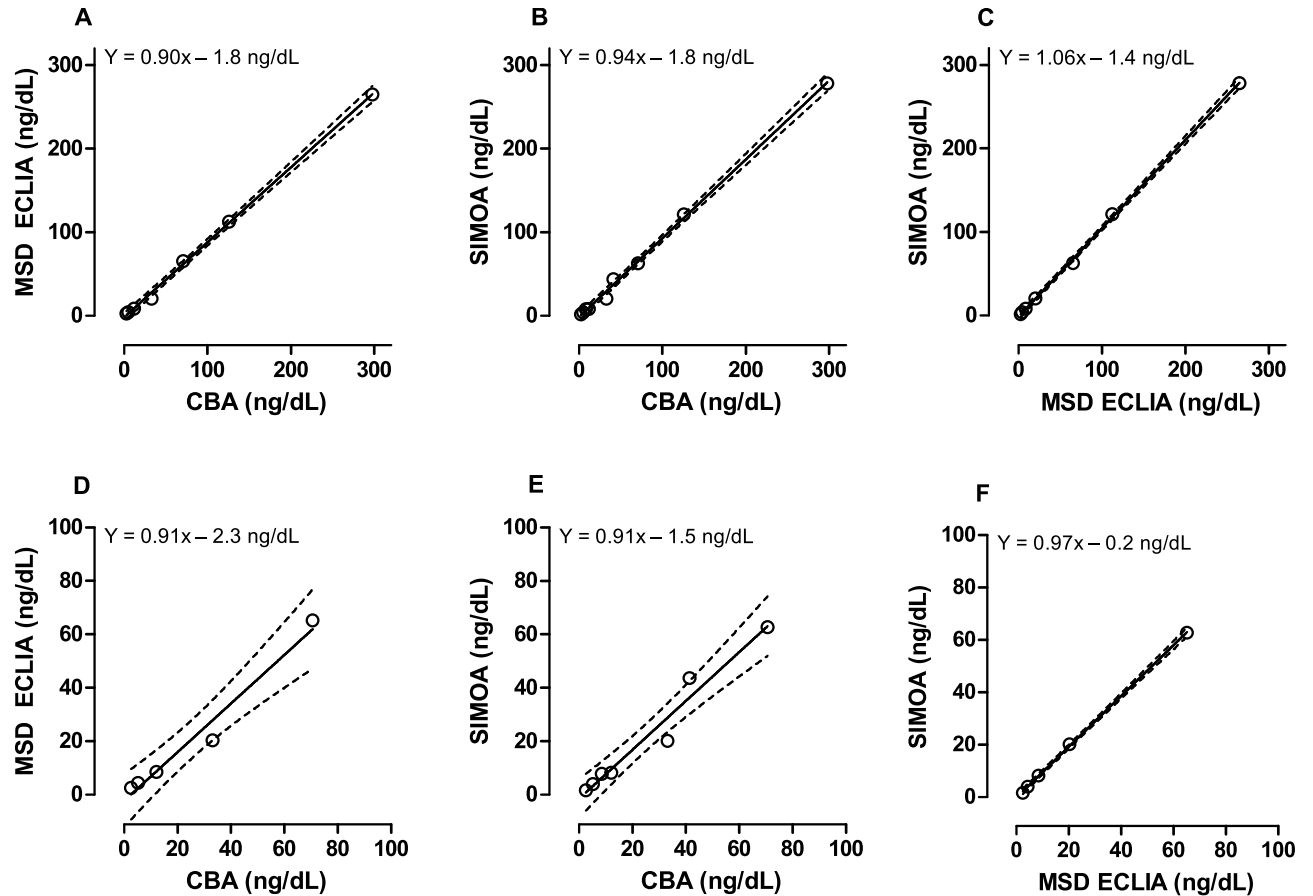 A
Y = 0.90x – 1.8 ng/dL
MSD ECLIA (ng/dL)
300
200
100
0
0 100 200 300
CBA (ng/dL)
B
Y = 0.94x – 1.8 ng/dL
SIMOA (ng/dL)
300
200
100
0
0 100 200 300
CBA (ng/dL)
C
Y = 1.06x – 1.4 ng/dL
SIMOA (ng/dL)
300
200
100
0
0 100 200 300
MSD ECLIA (ng/dL)
D
Y = 0.91x – 2.3 ng/dL
MSD ECLIA (ng/dL)
100
80
60
40
20
0
0 20 40 60 80 100
CBA (ng/dL)
E
Y = 0.91x – 1.5 ng/dL
SIMOA (ng/dL)
100
80
60
40
20
0
0 20 40 60 80 100
CBA (ng/dL)
F
Y = 0.97x – 0.2 ng/dL
SIMOA (ng/dL)
100
80
60
40
20
0
0 20 40 60 80 100
MSD ECLIA (ng/dL)